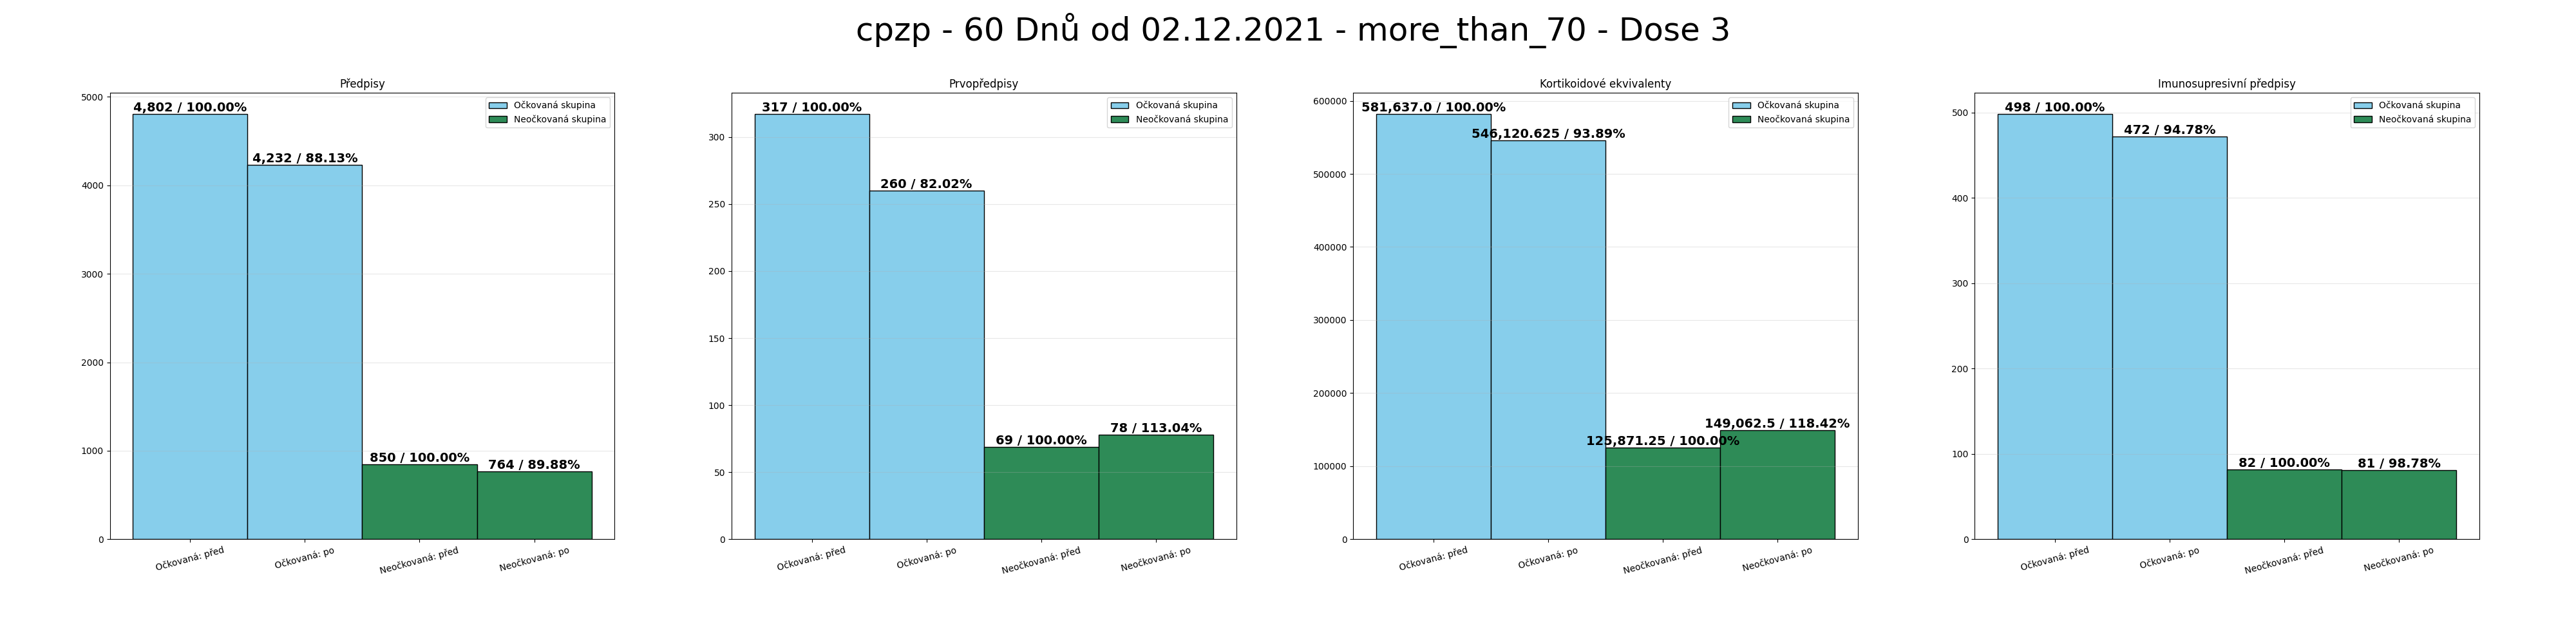 cpzp - 60 Dnů od 02.12.2021 - more_than_70 - Dose 3
Předpisy
5000
4000
3000
2000
1000
0
4,802 / 100.00%
4,232 / 88.13%
850 / 100.00%
764 / 89.88%
Očkovaná skupina
Neočkovaná skupina
Očkovaná: před
Očkovaná: po
Neočkovaná: před
Neočkovaná: po
Prvopředpisy
300
250
200
150
100
50
0
317 / 100.00%
260 / 82.02%
69 / 100.00%
78 / 113.04%
Očkovaná skupina
Neočkovaná skupina
Očkovaná: před
Očkovaná: po
Neočkovaná: před
Neočkovaná: po
Kortikoidové ekvivalenty
600000
500000
400000
300000
200000
100000
0
581,637.0 / 100.00%
546,120.625 / 93.89%
125,871.25 / 100.00%
149,062.5 / 118.42%
Očkovaná skupina
Neočkovaná skupina
Očkovaná: před
Očkovaná: po
Neočkovaná: před
Neočkovaná: po
Imunosupresivní předpisy
500
400
300
200
100
0
498 / 100.00%
472 / 94.78%
82 / 100.00%
81 / 98.78%
Očkovaná skupina
Neočkovaná skupina
Očkovaná: před
Očkovaná: po
Neočkovaná: před
Neočkovaná: po